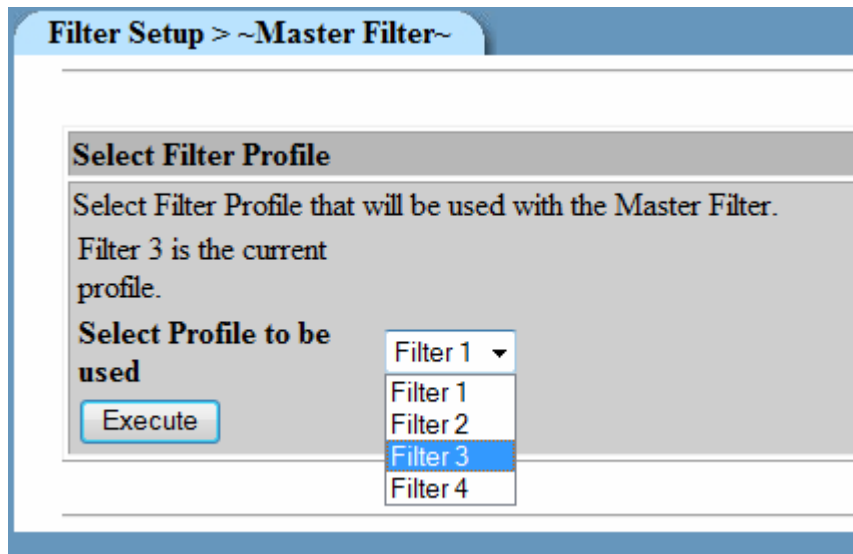 Filter Setup > ~Master Filter~
Select Filter Profile
Select Filter Profile that will be used with the Master Filter.
Filter 3 is the current
profile.
Select Profile to be
used
Filter 1
Filter 1
Filter 2
Filter 3
Filter 4
Execute